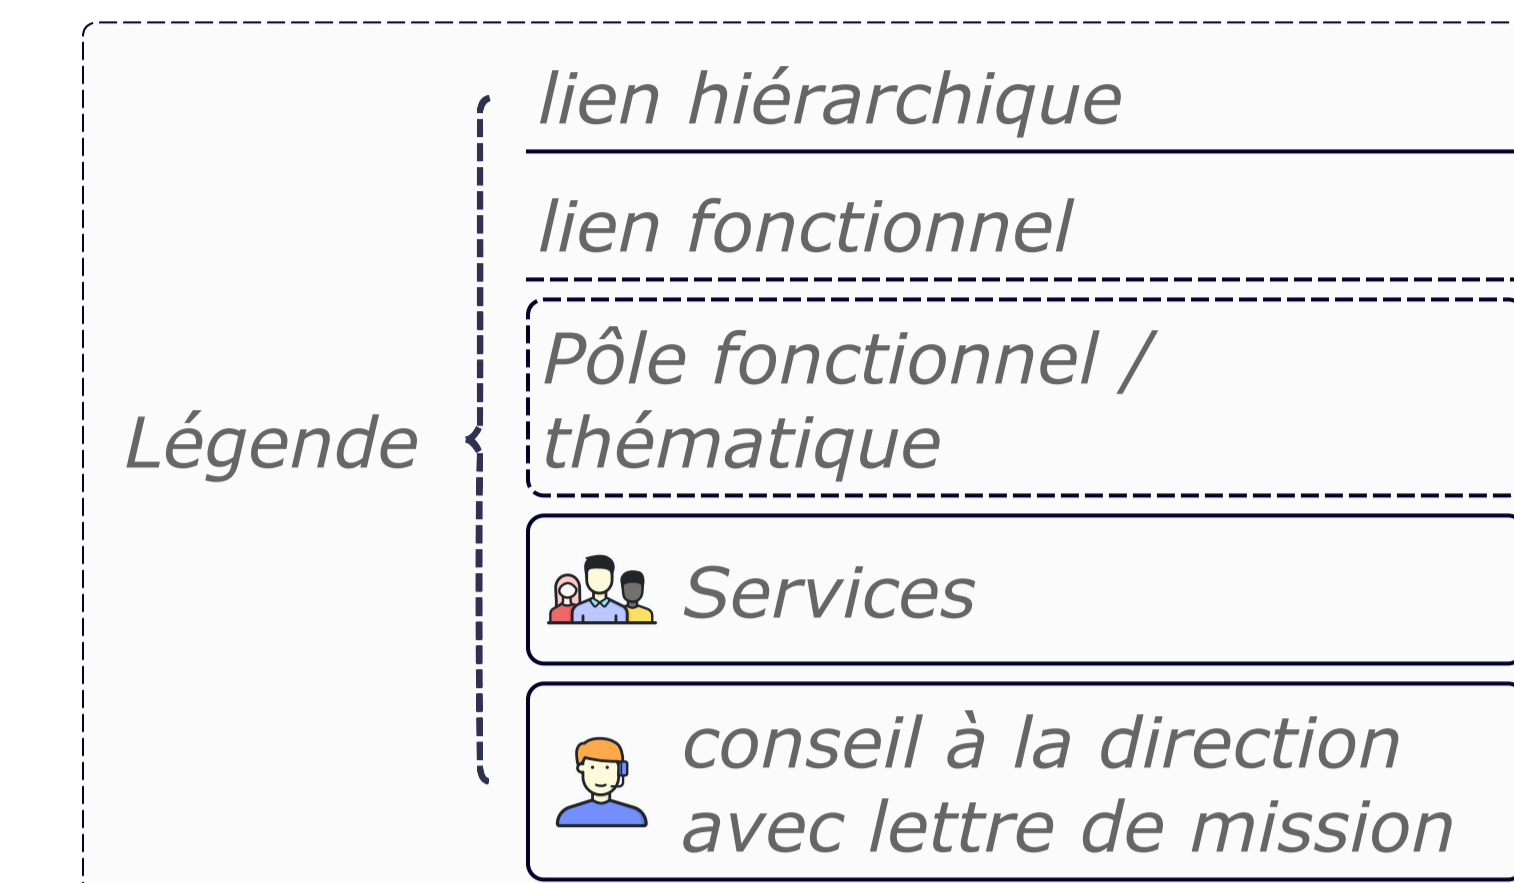 lien hiérarchique
lien fonctionnel
Pôle fonctionnel /
thématique
Légende
Services
conseil à la direction
avec lettre de mission